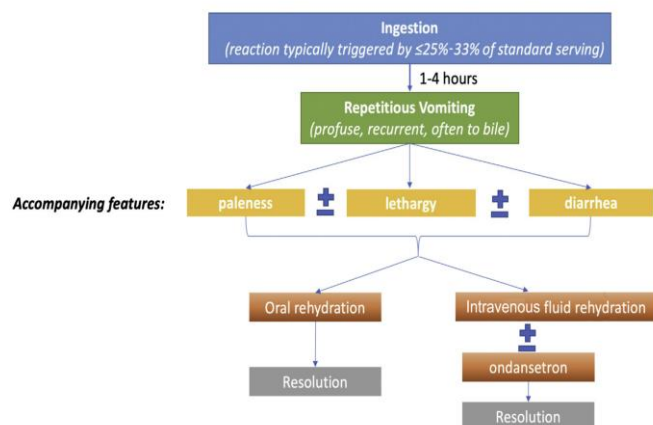 Ingestion
(reaction typically triggered by ≤25%-33% of standard serving)
1-4 hours
Repetitious Vomiting
(profuse, recurrent, often to bile)
Accompanying features:
paleness ± lethargy ± diarrhea
Oral rehydration
Intravenous fluid rehydration
±
ondansetron
Resolution
Resolution